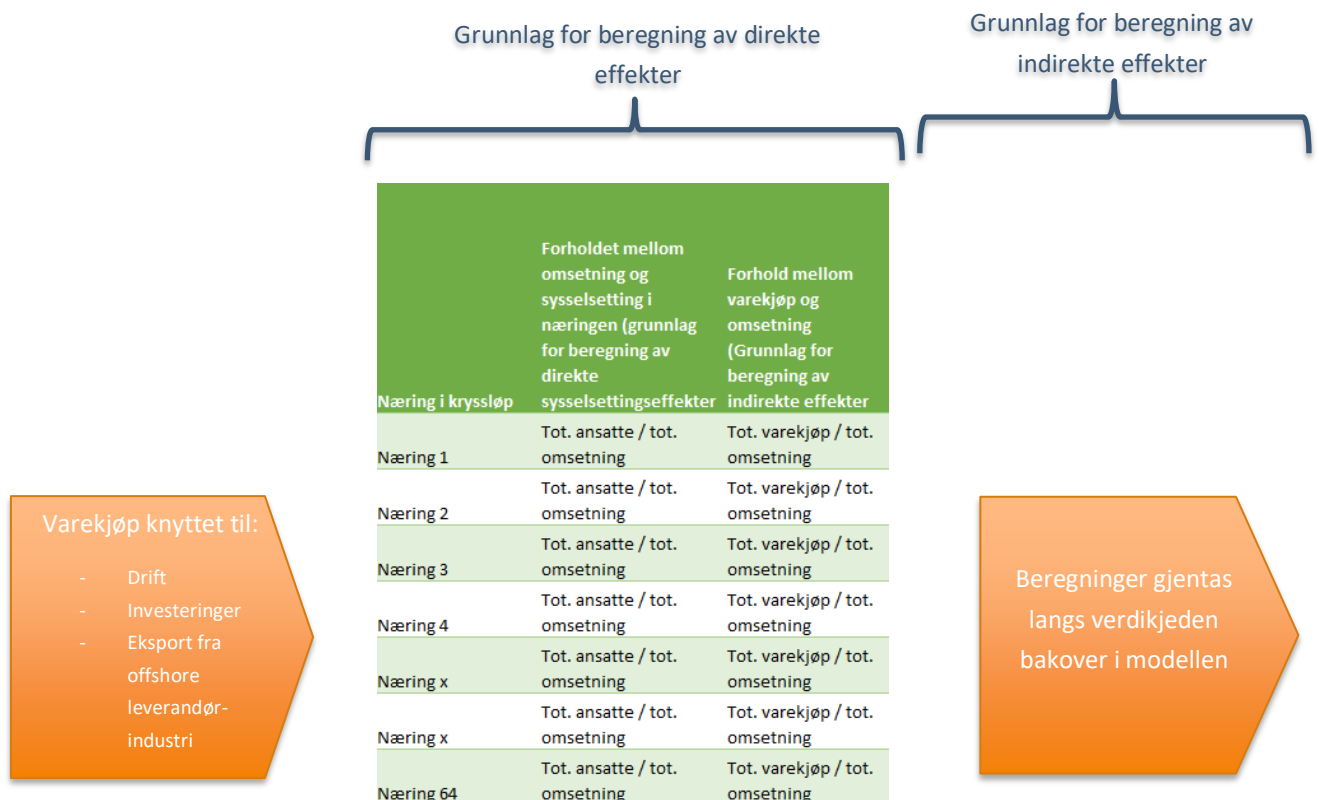 Grunnlag for beregning av direkte
effekter
Grunnlag for beregning av
indirekte effekter
Varekjøp knyttet til:
- Drift
- Investeringer
- Eksport fra
offshore
leverandør-
industri
Næring i kryssløp
Forholdet mellom
omsetning og
sysselsetting i
næringen (grunnlag
for beregning av
direkte
sysselsettingseffekter
Forhold mellom
varekjøp og
omsetning
(Grunnlag for
beregning av
indirekte effekter
Næring 1
Tot. ansatte / tot.
omsetning
Tot. varekjøp / tot.
omsetning
Næring 2
Tot. ansatte / tot.
omsetning
Tot. varekjøp / tot.
omsetning
Næring 3
Tot. ansatte / tot.
omsetning
Tot. varekjøp / tot.
omsetning
Næring 4
Tot. ansatte / tot.
omsetning
Tot. varekjøp / tot.
omsetning
Næring x
Tot. ansatte / tot.
omsetning
Tot. varekjøp / tot.
omsetning
Næring x
Tot. ansatte / tot.
omsetning
Tot. varekjøp / tot.
omsetning
Næring 64
Tot. ansatte / tot.
omsetning
Tot. varekjøp / tot.
omsetning
Beregninger gjentas
langs verdikjeden
bakover i modellen